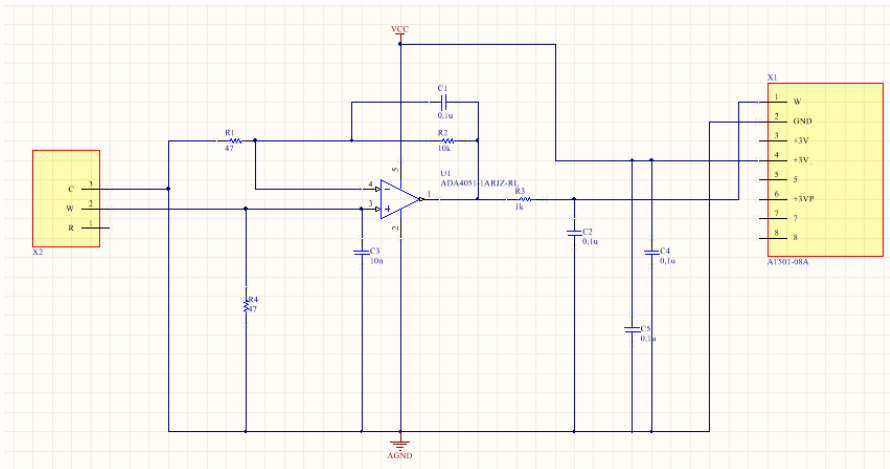 VCC
X1
C1
0,1u
1 W
2 GND
R1
47
R2
10k
3 +3V
4 +3V
5
U1
ADA4051-1ARJZ-RL
5 5
C 3
4
1
R3
1k
6 +3VP
W 2
3
7 7
R 1
2
C2
0,1u
8 8
X2
C3
10n
C4
0,1u
A1501-08A
R4
47
C5
0,1u
AGND